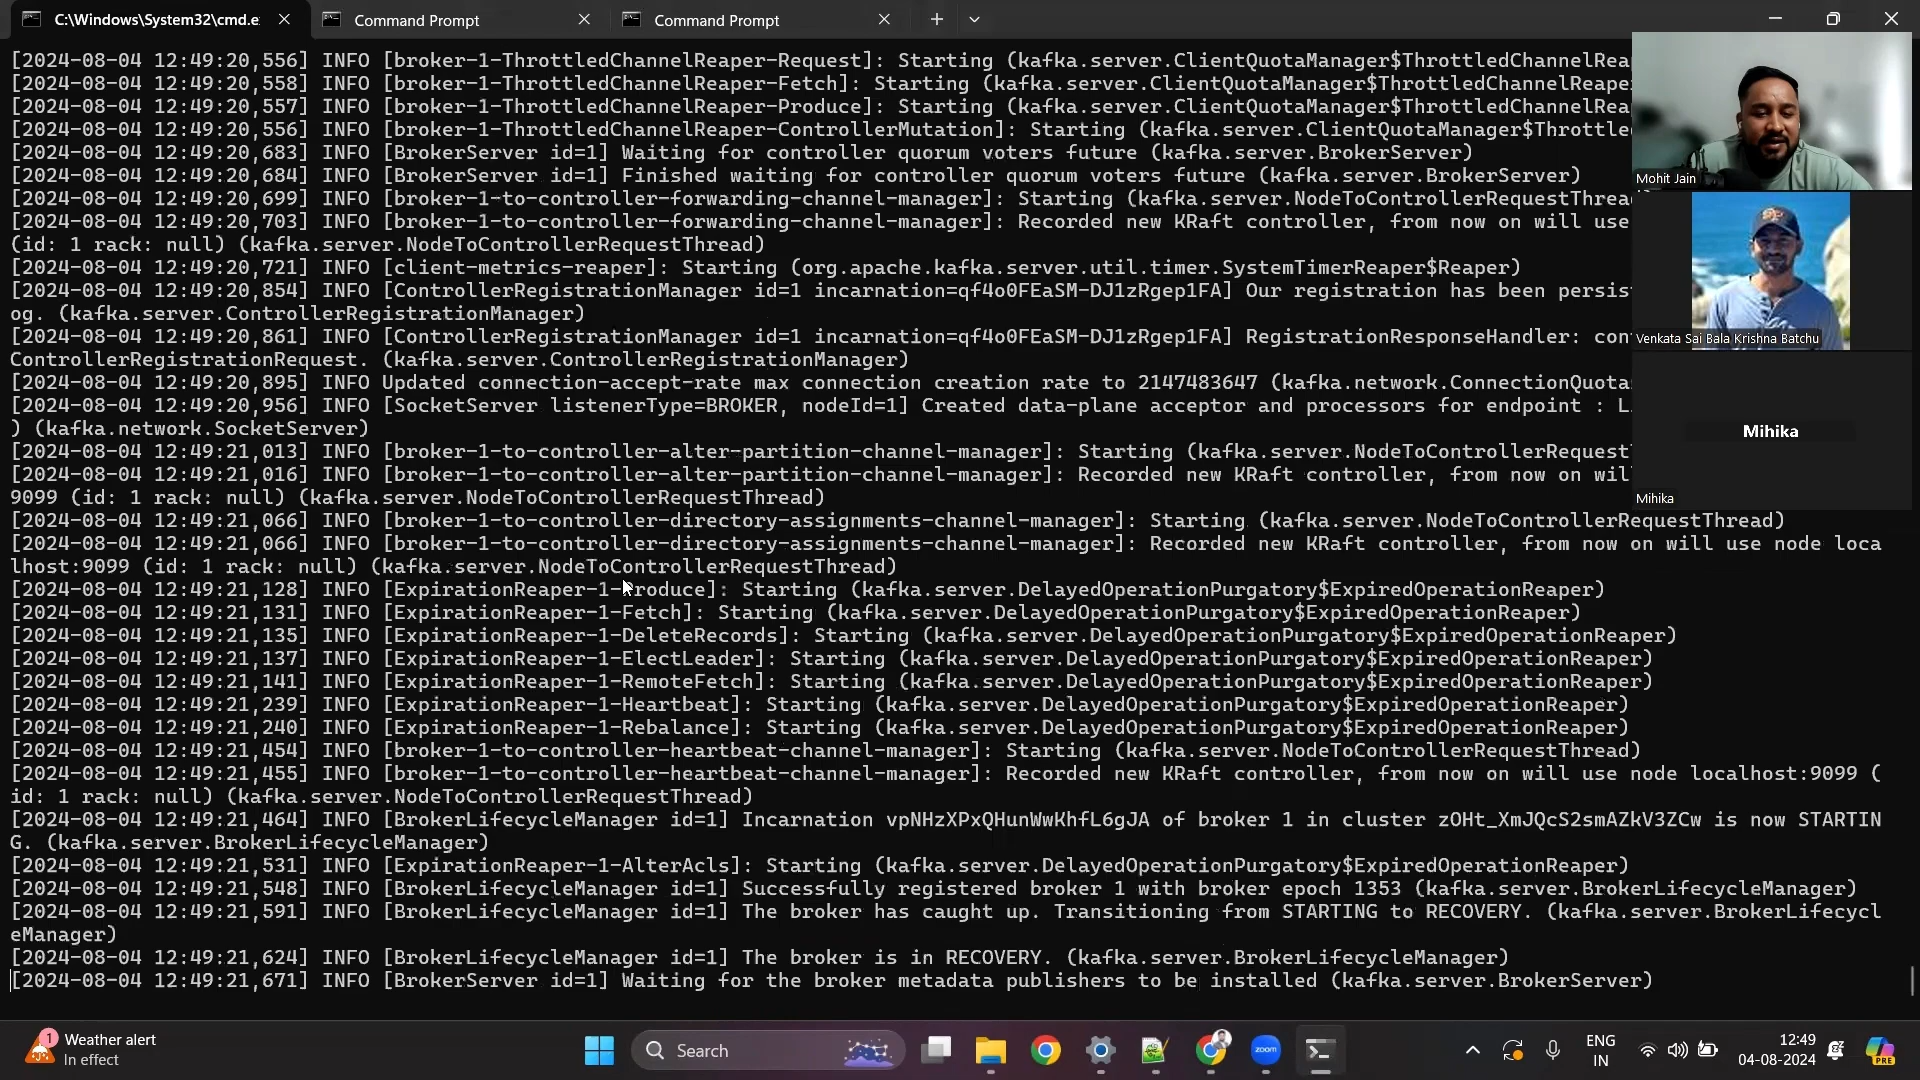 C:\Windows\System32\cmd.e
Command Prompt
Command Prompt
[2024-08-04 12:49:20,556] INFO [broker-1-ThrottledChannelReaper-Request]: Starting (kafka.server.ClientQuotaManager$ThrottledChannelReap
[2024-08-04 12:49:20,558] INFO [broker-1-ThrottledChannelReaper-Fetch]: Starting (kafka.server.ClientQuotaManager$ThrottledChannelReape
[2024-08-04 12:49:20,557] INFO [broker-1-ThrottledChannelReaper-Produce]: Starting (kafka.server.ClientQuotaManager$ThrottledChannelRea
[2024-08-04 12:49:20,556] INFO [broker-1-ThrottledChannelReaper-ControllerMutation]: Starting (kafka.server.ClientQuotaManager$Throttle
[2024-08-04 12:49:20,683] INFO [BrokerServer id=1] Waiting for controller quorum voters future (kafka.server.BrokerServer)
[2024-08-04 12:49:20,684] INFO [BrokerServer id=1] Finished waiting for controller quorum voters future (kafka.server.BrokerServer)
[2024-08-04 12:49:20,699] INFO [broker-1-to-controller-forwarding-channel-manager]: Starting (kafka.server.NodeToControllerRequestThrea
[2024-08-04 12:49:20,703] INFO [broker-1-to-controller-forwarding-channel-manager]: Recorded new KRaft controller, from now on will use
(id: 1 rack: null) (kafka.server.NodeToControllerRequestThread)
[2024-08-04 12:49:20,721] INFO [client-metrics-reaper]: Starting (org.apache.kafka.server.util.timer.SystemTimerReaper$Reaper)
[2024-08-04 12:49:20,854] INFO [ControllerRegistrationManager id=1 incarnation=qf4o0FEaSM-DJ1zRgep1FA] Our registration has been persis
og. (kafka.server.ControllerRegistrationManager)
[2024-08-04 12:49:20,861] INFO [ControllerRegistrationManager id=1 incarnation=qf4o0FEaSM-DJ1zRgep1FA] RegistrationResponseHandler: con
ControllerRegistrationRequest. (kafka.server.ControllerRegistrationManager)
[2024-08-04 12:49:20,895] INFO Updated connection-accept-rate max connection creation rate to 2147483647 (kafka.network.ConnectionQuota
[2024-08-04 12:49:20,956] INFO [SocketServer listenerType=BROKER, nodeId=1] Created data-plane acceptor and processors for endpoint : L
) (kafka.network.SocketServer)
[2024-08-04 12:49:21,013] INFO [broker-1-to-controller-alter-partition-channel-manager]: Starting (kafka.server.NodeToControllerRequest
[2024-08-04 12:49:21,016] INFO [broker-1-to-controller-alter-partition-channel-manager]: Recorded new KRaft controller, from now on wil
9099 (id: 1 rack: null) (kafka.server.NodeToControllerRequestThread)
[2024-08-04 12:49:21,066] INFO [broker-1-to-controller-directory-assignments-channel-manager]: Starting (kafka.server.NodeToControllerRequestThread)
[2024-08-04 12:49:21,066] INFO [broker-1-to-controller-directory-assignments-channel-manager]: Recorded new KRaft controller, from now on will use node loca
lhost:9099 (id: 1 rack: null) (kafka.server.NodeToControllerRequestThread)
[2024-08-04 12:49:21,128] INFO [ExpirationReaper-1-Produce]: Starting (kafka.server.DelayedOperationPurgatory$ExpiredOperationReaper)
[2024-08-04 12:49:21,131] INFO [ExpirationReaper-1-Fetch]: Starting (kafka.server.DelayedOperationPurgatory$ExpiredOperationReaper)
[2024-08-04 12:49:21,135] INFO [ExpirationReaper-1-DeleteRecords]: Starting (kafka.server.DelayedOperationPurgatory$ExpiredOperationReaper)
[2024-08-04 12:49:21,137] INFO [ExpirationReaper-1-ElectLeader]: Starting (kafka.server.DelayedOperationPurgatory$ExpiredOperationReaper)
[2024-08-04 12:49:21,141] INFO [ExpirationReaper-1-RemoteFetch]: Starting (kafka.server.DelayedOperationPurgatory$ExpiredOperationReaper)
[2024-08-04 12:49:21,239] INFO [ExpirationReaper-1-Heartbeat]: Starting (kafka.server.DelayedOperationPurgatory$ExpiredOperationReaper)
[2024-08-04 12:49:21,240] INFO [ExpirationReaper-1-Rebalance]: Starting (kafka.server.DelayedOperationPurgatory$ExpiredOperationReaper)
[2024-08-04 12:49:21,454] INFO [broker-1-to-controller-heartbeat-channel-manager]: Starting (kafka.server.NodeToControllerRequestThread)
[2024-08-04 12:49:21,455] INFO [broker-1-to-controller-heartbeat-channel-manager]: Recorded new KRaft controller, from now on will use node localhost:9099 (
id: 1 rack: null) (kafka.server.NodeToControllerRequestThread)
[2024-08-04 12:49:21,464] INFO [BrokerLifecycleManager id=1] Incarnation vpNHzXPxQHunWwKhfL6gJA of broker 1 in cluster zOHt_XmJQcS2smAZkV3ZCw is now STARTIN
G. (kafka.server.BrokerLifecycleManager)
[2024-08-04 12:49:21,531] INFO [ExpirationReaper-1-AlterAcls]: Starting (kafka.server.DelayedOperationPurgatory$ExpiredOperationReaper)
[2024-08-04 12:49:21,548] INFO [BrokerLifecycleManager id=1] Successfully registered broker 1 with broker epoch 1353 (kafka.server.BrokerLifecycleManager)
[2024-08-04 12:49:21,591] INFO [BrokerLifecycleManager id=1] The broker has caught up. Transitioning from STARTING to RECOVERY. (kafka.server.BrokerLifecycl
eManager)
[2024-08-04 12:49:21,624] INFO [BrokerLifecycleManager id=1] The broker is in RECOVERY. (kafka.server.BrokerLifecycleManager)
[2024-08-04 12:49:21,671] INFO [BrokerServer id=1] Waiting for the broker metadata publishers to be installed (kafka.server.BrokerServer)
Mohit Jain
Venkata Sai Bala Krishna Batchu
Mihika
Mihika
1
Weather alert
In effect
Search
zoom
ENG
IN
12:49
04-08-2024
PRE